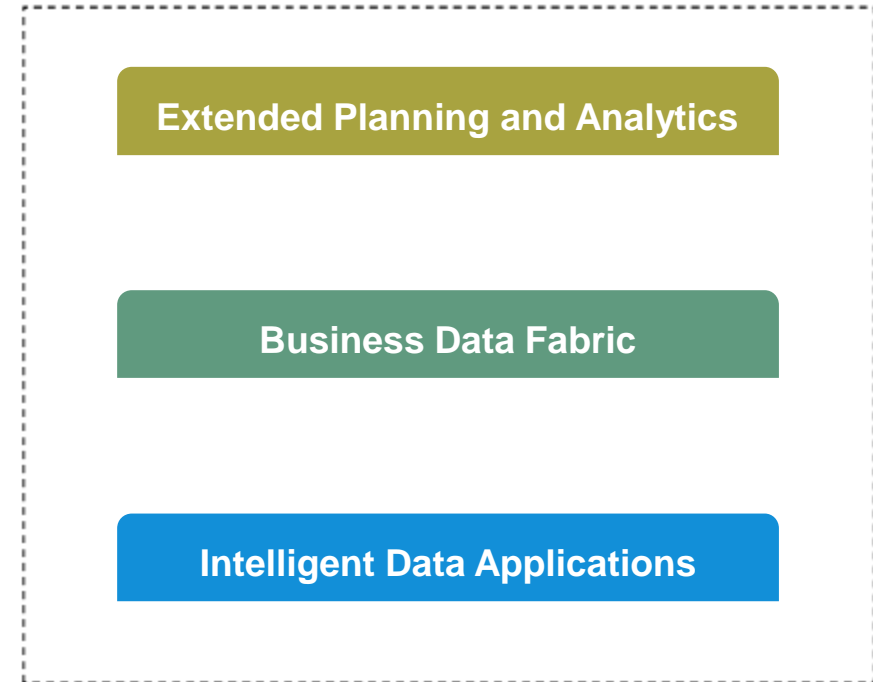 Extended Planning and Analytics
Business Data Fabric
Intelligent Data Applications